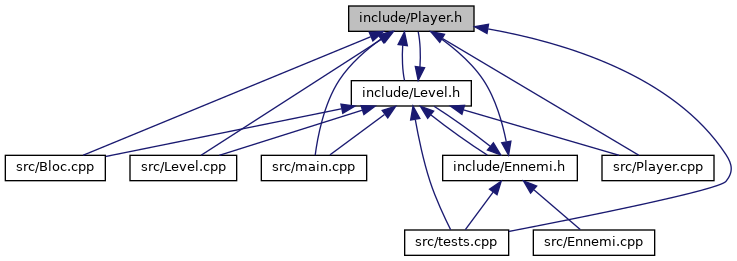 include/Player.h
include/Level.h
src/Bloc.cpp
src/Level.cpp
src/main.cpp
include/Ennemi.h
src/Player.cpp
src/tests.cpp
src/Ennemi.cpp